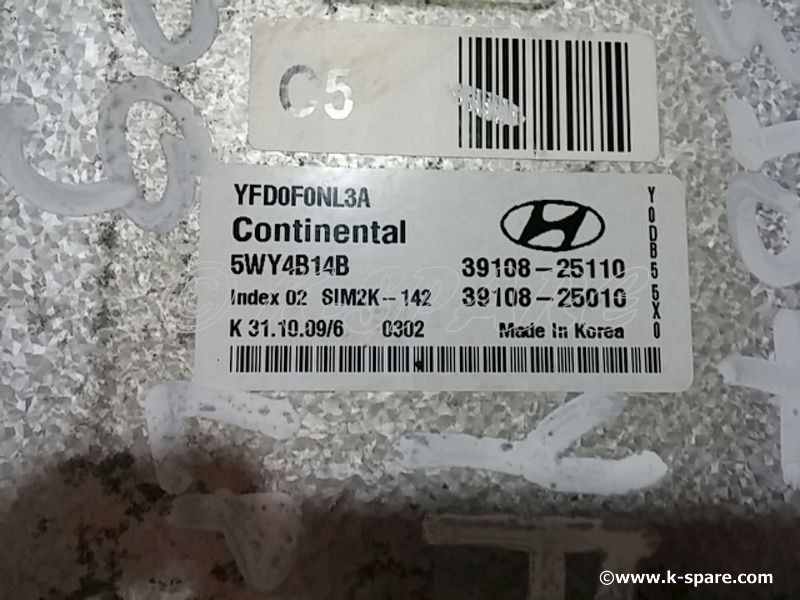 C5
YFD0F0NL3A
Continental
5WY4B14B 39108-25110
Index 02 SIM2K-142 39108-25010
K 31.10.09/6 0302 Made In Korea
Y0DB55X0
©www.k-spare.com